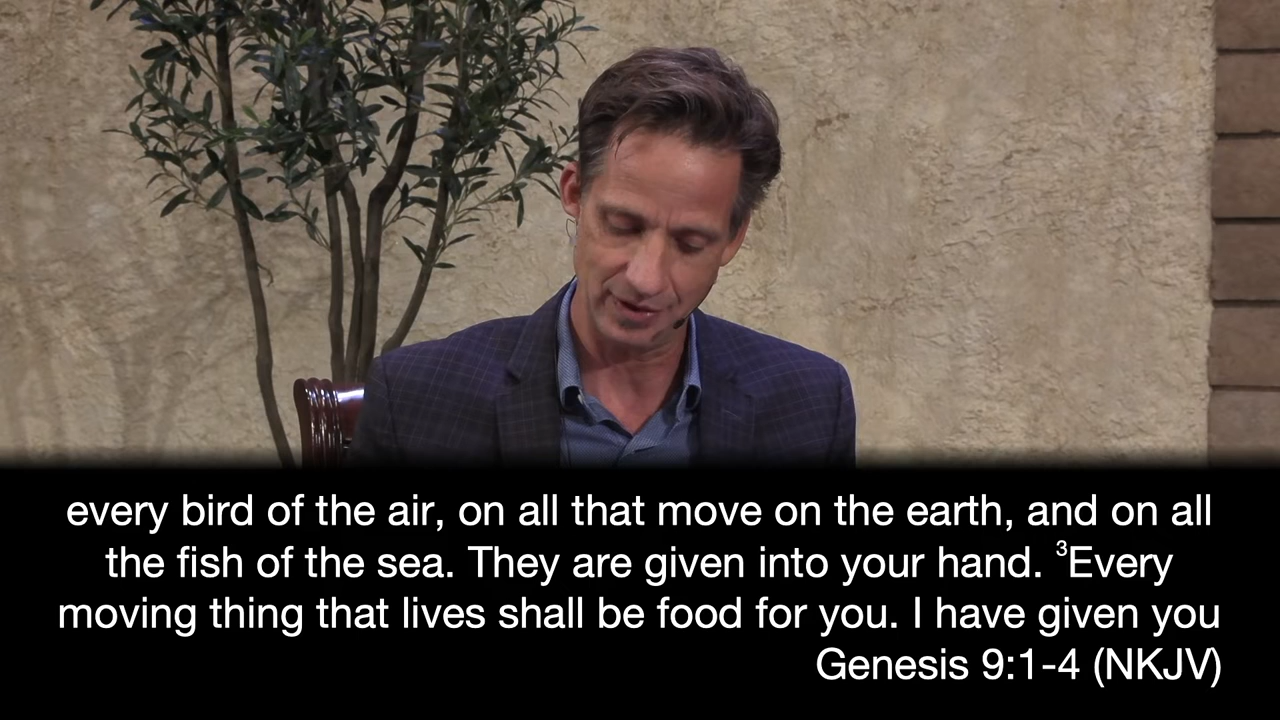 every bird of the air, on all that move on the earth, and on all
the fish of the sea. They are given into your hand. ³Every
moving thing that lives shall be food for you. I have given you
Genesis 9:1-4 (NKJV)